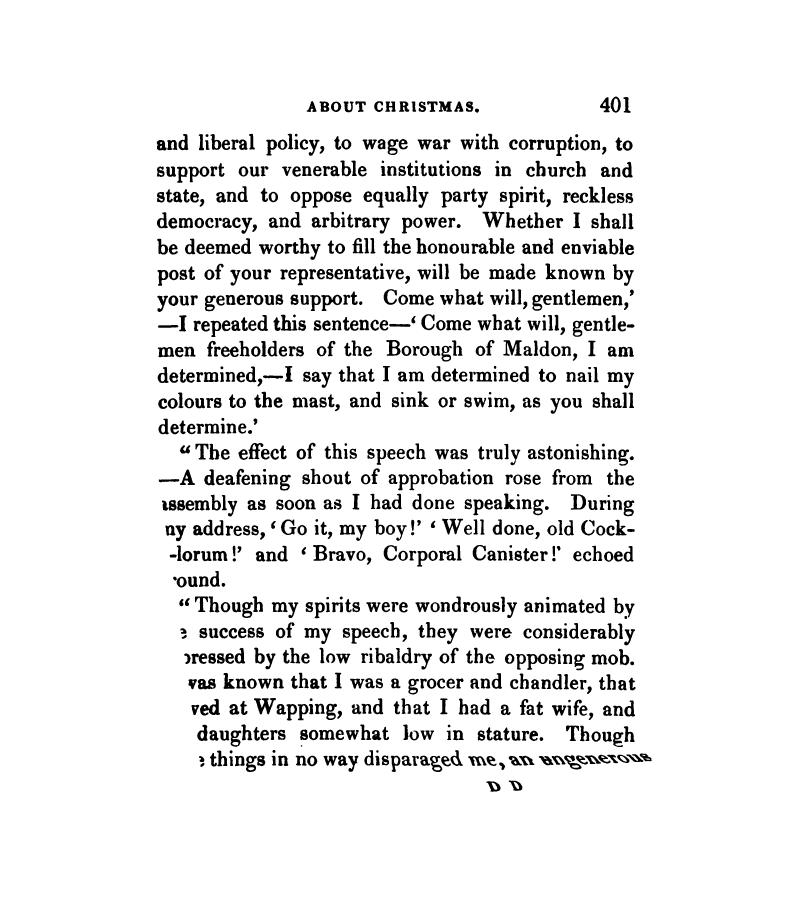 ABOUT CHRISTMAS. 401
and liberal policy, to wage war with corruption, to
support our venerable institutions in church and
state, and to oppose equally party spirit, reckless
democracy, and arbitrary power. Whether I shall
be deemed worthy to fill the honourable and enviable
post of your representative, will be made known by
your generous support. Come what will, gentlemen,’
—I repeated this sentence—‘ Come what will, gentle-
men freeholders of the Borough of Maldon, I am
determined,—I say that I am determined to nail my
colours to the mast, and sink or swim, as you shall
determine.’
“ The effect of this speech was truly astonishing.
—A deafening shout of approbation rose from the
ssembly as soon as I had done speaking. During
ny address, ‘ Go it, my boy!’ ‘ Well done, old Cock-
-lorum!’ and ‘ Bravo, Corporal Canister!’ echoed
ound.
“ Though my spirits were wondrously animated by
success of my speech, they were considerably
ressed by the low ribaldry of the opposing mob.
vas known that I was a grocer and chandler, that
ved at Wapping, and that I had a fat wife, and
daughters somewhat low in stature. Though
things in no way disparaged me, an ungenerous
D D